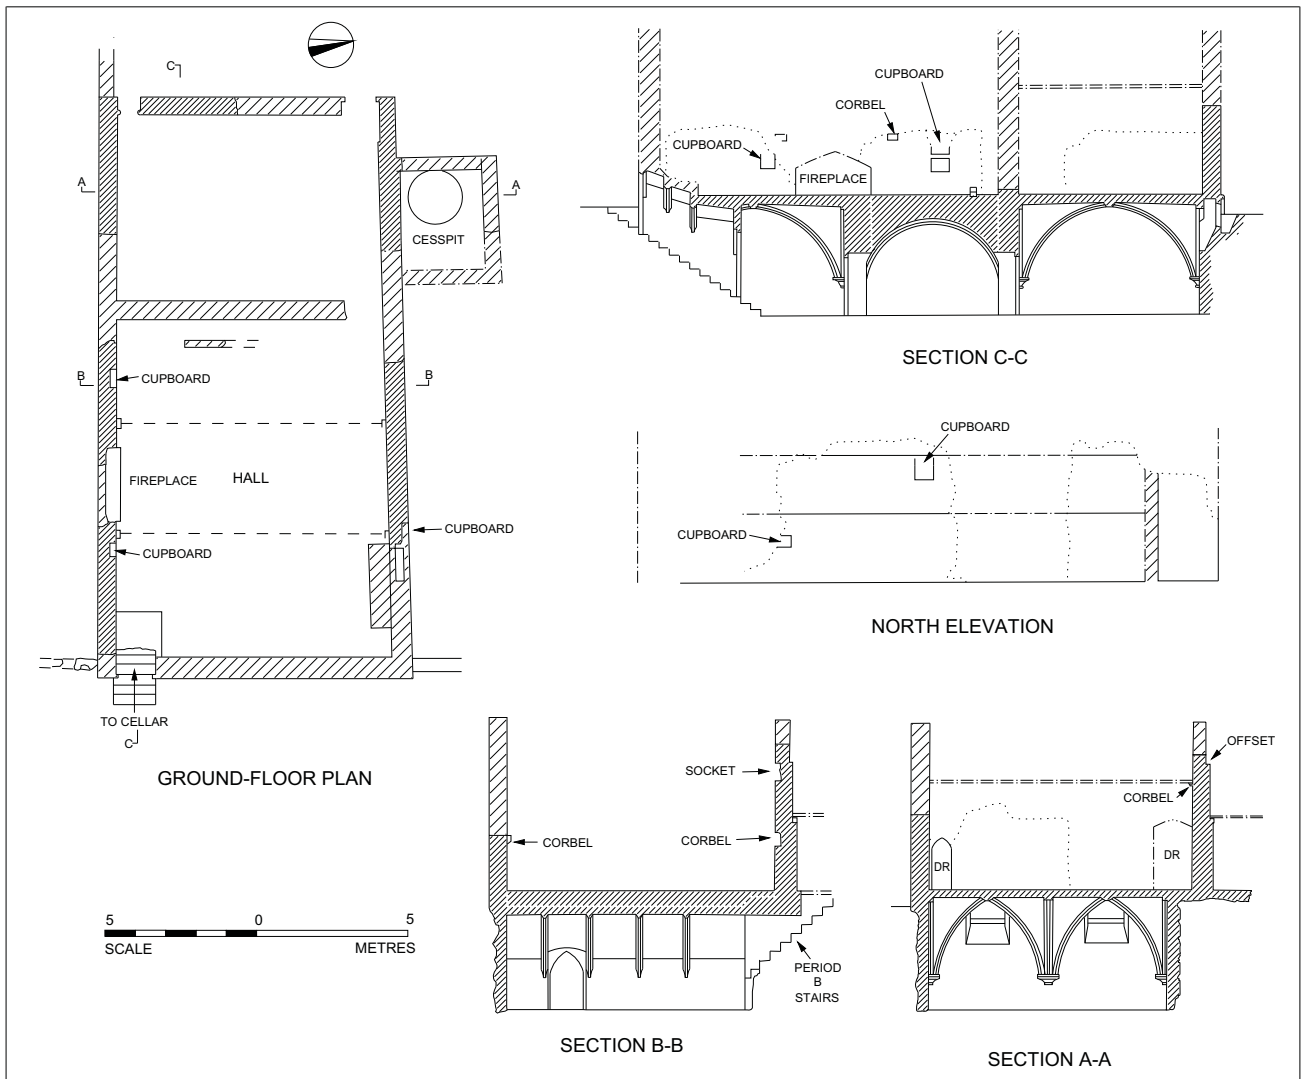 C
A
A
CESSPIT
B
B
CUPBOARD
FIREPLACE
HALL
CUPBOARD
CUPBOARD
TO CELLAR
C
GROUND-FLOOR PLAN
CUPBOARD
CORBEL
CUPBOARD
FIREPLACE
SECTION C-C
CUPBOARD
CUPBOARD
NORTH ELEVATION
5 0 5
SCALE METRES
SOCKET
CORBEL
CORBEL
PERIOD
B
STAIRS
SECTION B-B
OFFSET
CORBEL
DR
DR
SECTION A-A